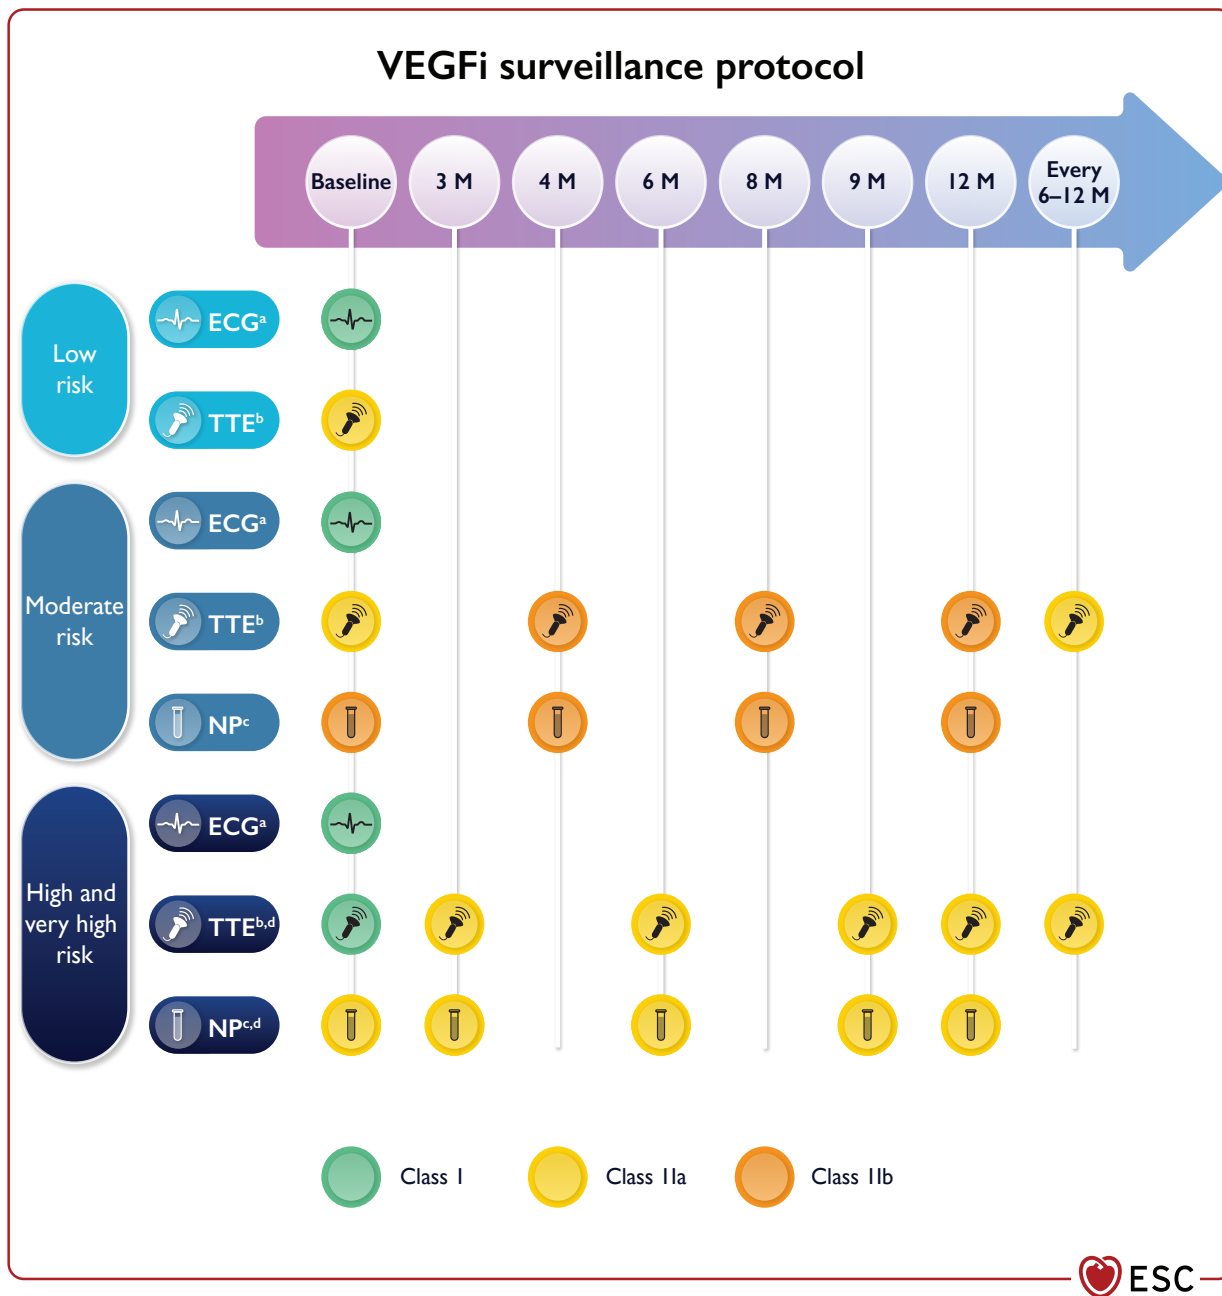 VEGFi surveillance protocol
Baseline
3 M
4 M
6 M
8 M
9 M
12 M
Every
6–12 M
Low
risk
ECGᵃ
TTEᵇ
Moderate
risk
ECGᵃ
TTEᵇ
NPᶜ
High and
very high
risk
ECGᵃ
TTEᵇ,ᵈ
NPᶜ,ᵈ
Class I
Class IIa
Class IIb
ESC